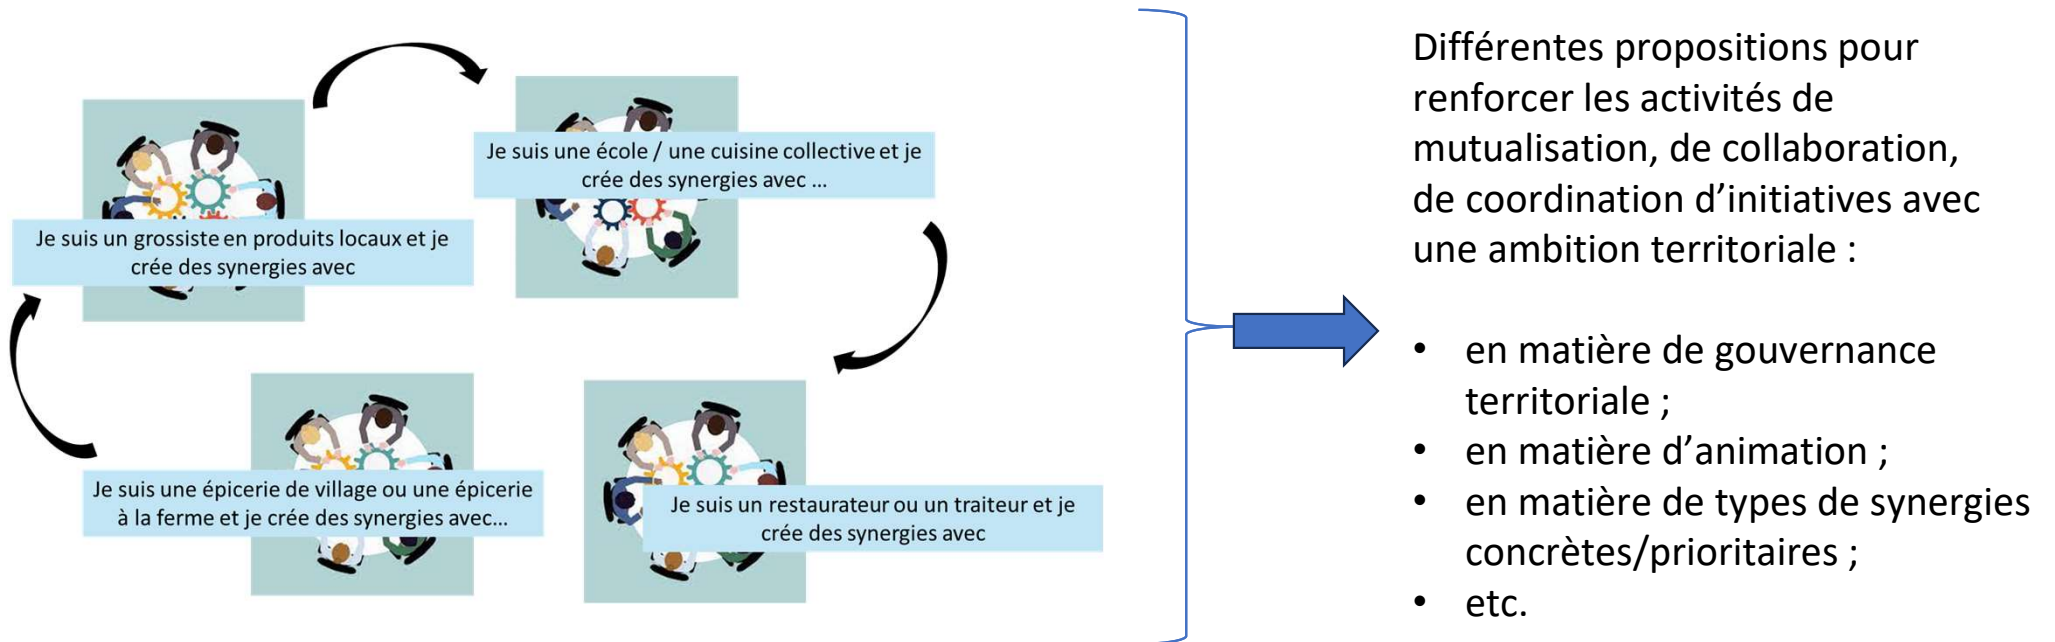 Je suis un grossiste en produits locaux et je
crée des synergies avec
Je suis une école / une cuisine collective et je
crée des synergies avec ...
Je suis une épicerie de village ou une épicerie
à la ferme et je crée des synergies avec...
Je suis un restaurateur ou un traiteur et je
crée des synergies avec
Différentes propositions pour
renforcer les activités de
mutualisation, de collaboration,
de coordination d’initiatives avec
une ambition territoriale :
• en matière de gouvernance
territoriale ;
• en matière d’animation ;
• en matière de types de synergies
concrètes/prioritaires ;
• etc.